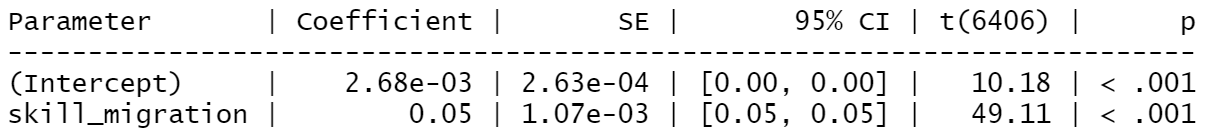 Parameter       | Coefficient |       SE |       95% CI | t(6406) |      p
--------------------------------------------------------------------------
(Intercept)     |    2.68e-03 | 2.63e-04 | [0.00, 0.00] |   10.18 | < .001
skill_migration |        0.05 | 1.07e-03 | [0.05, 0.05] |   49.11 | < .001